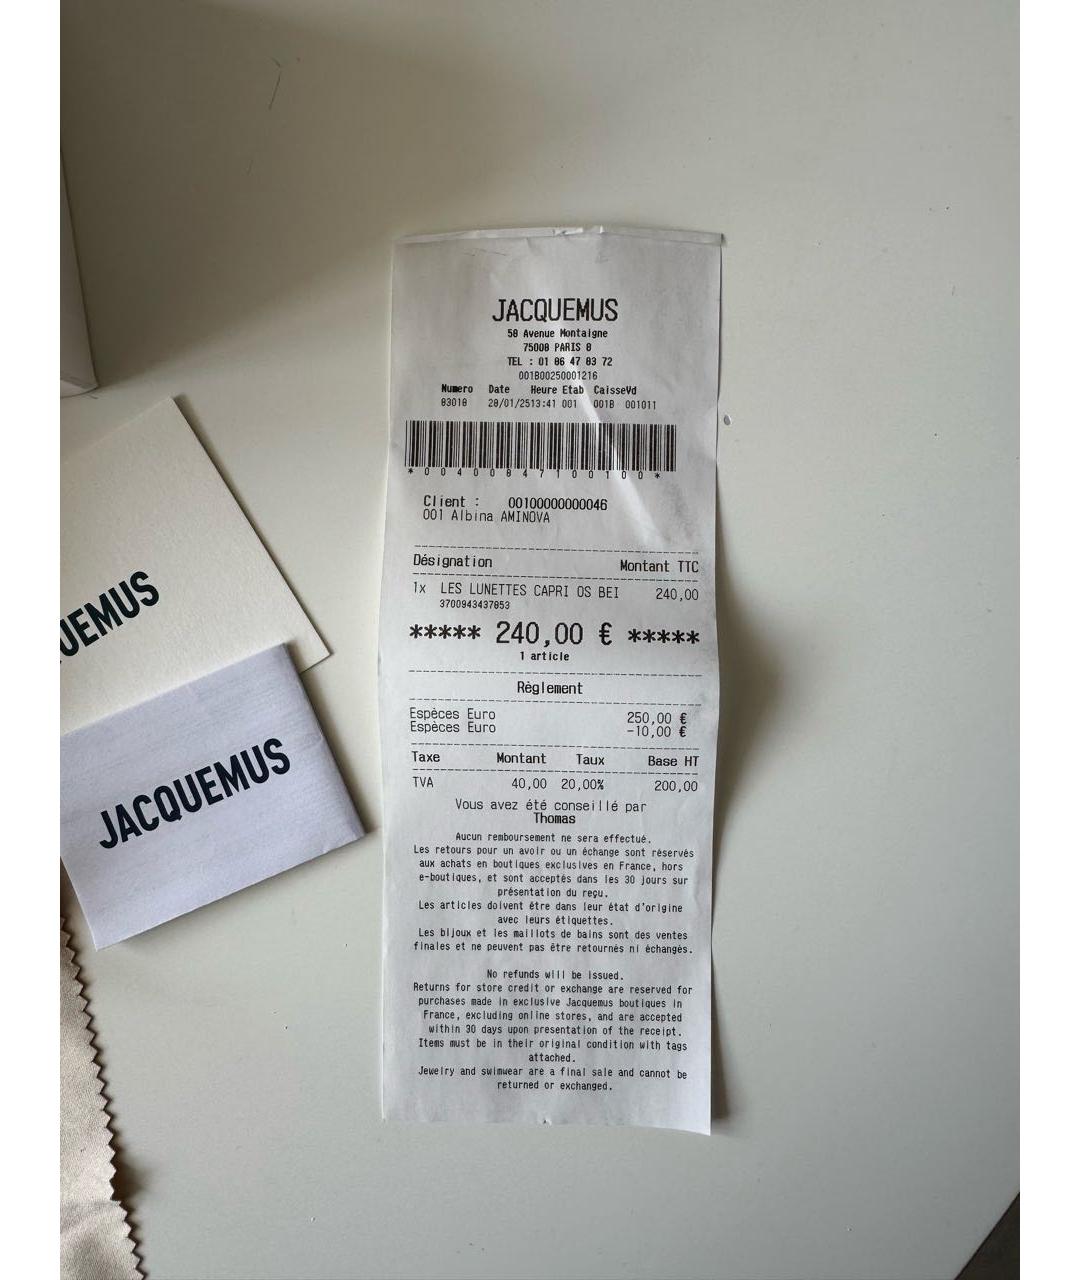 JACQUEMUS
58 Avenue Montaigne
75008 PARIS 8
TEL : 01 86 47 83 72
001B00250001216
Numero Date Heure Etab CaisseVd
83018 28/01/2513:41 001 001B 001011
*00400847100100*
Client : 00100000000046
001 Albina AMINOVA
Désignation Montant TTC
1x LES LUNETTES CAPRI OS BEI 240,00
3700943437853
***** 240,00 € *****
1 article
Règlement
Espèces Euro 250,00 €
Espèces Euro -10,00 €
Taxe Montant Taux Base HT
TVA 40,00 20,00% 200,00
Vous avez été conseillé par
Thomas
Aucun remboursement ne sera effectué.
Les retours pour un avoir ou un échange sont réservés
aux achats en boutiques exclusives en France, hors
e-boutiques, et sont acceptés dans les 30 jours sur
présentation du reçu.
Les articles doivent être dans leur état d'origine
avec leurs étiquettes.
Les bijoux et les maillots de bains sont des ventes
finales et ne peuvent pas être retournés ni échangés.
No refunds will be issued.
Returns for store credit or exchange are reserved for
purchases made in exclusive Jacquemus boutiques in
France, excluding online stores, and are accepted
within 30 days upon presentation of the receipt.
Items must be in their original condition with tags
attached.
Jewelry and swimwear are a final sale and cannot be
returned or exchanged.
QUEMUS
JACQUEMUS